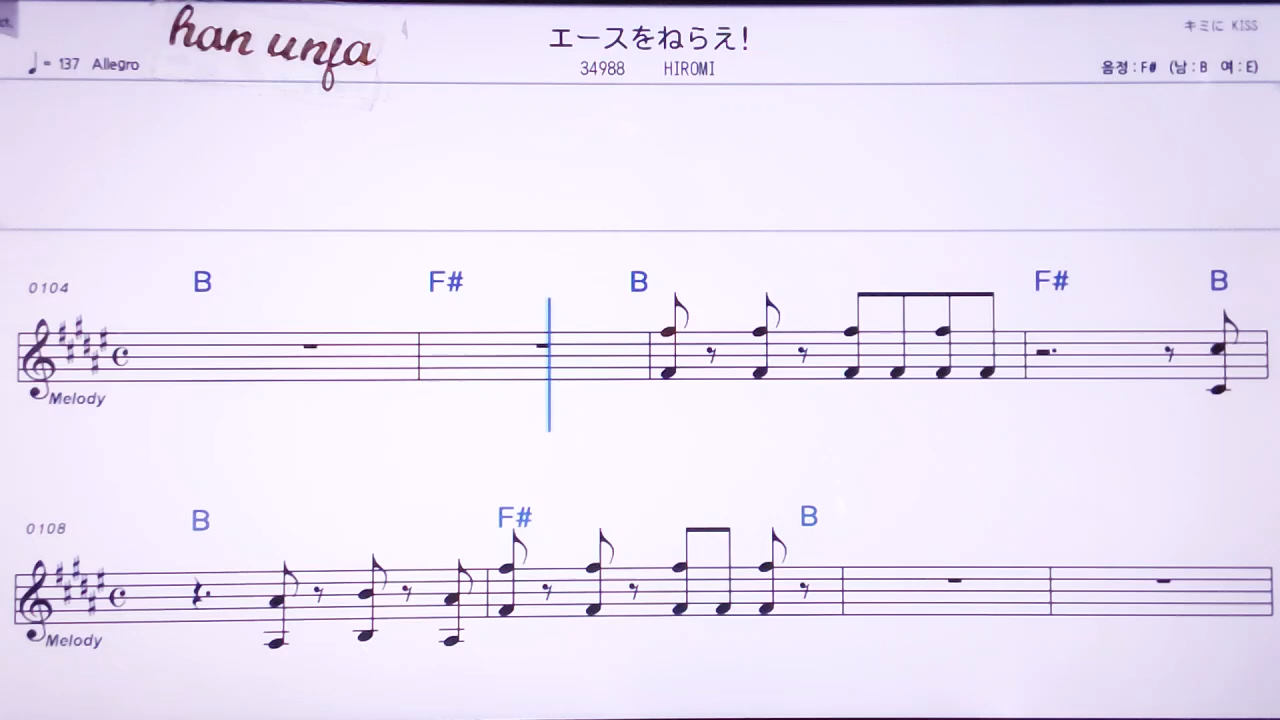 han unfa
エースをねらえ!
キミに KISS
♩= 137 Allegro
34988 HIROMI
음정:F# (남:B 여:E)
0104
B F# B F# B
Melody
0108
B F# B
Melody